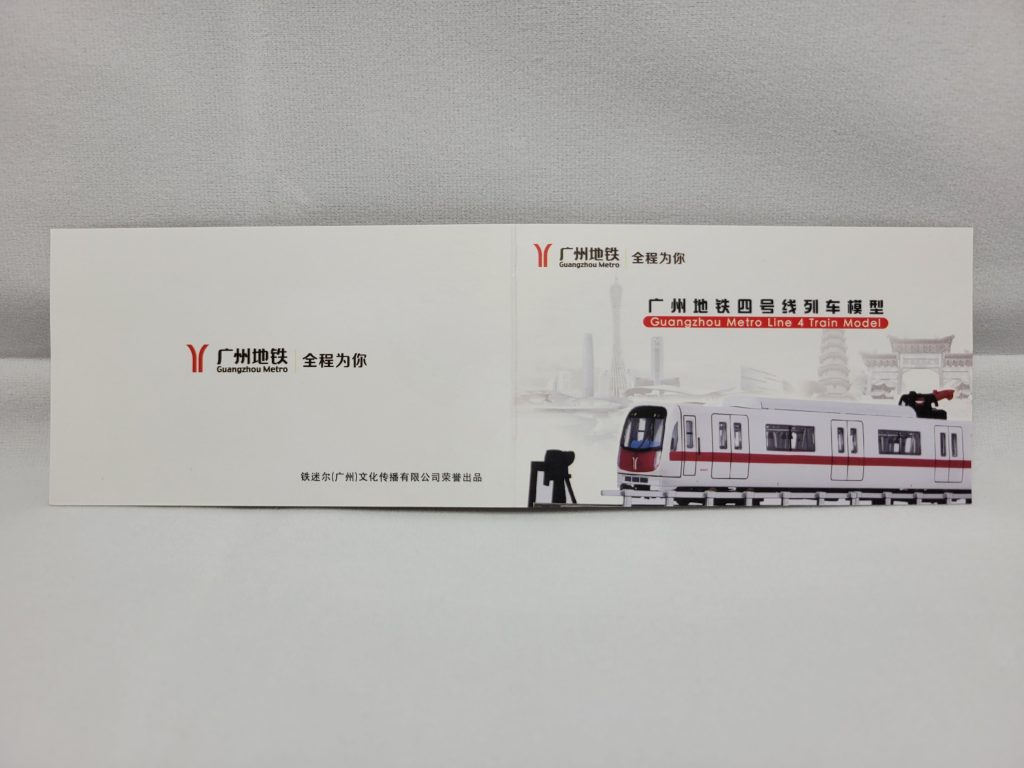 广州地铁
Guangzhou Metro
全程为你
铁迷尔(广州)文化传播有限公司荣誉出品
广州地铁
Guangzhou Metro
全程为你
广州地铁四号线列车模型
Guangzhou Metro Line 4 Train Model